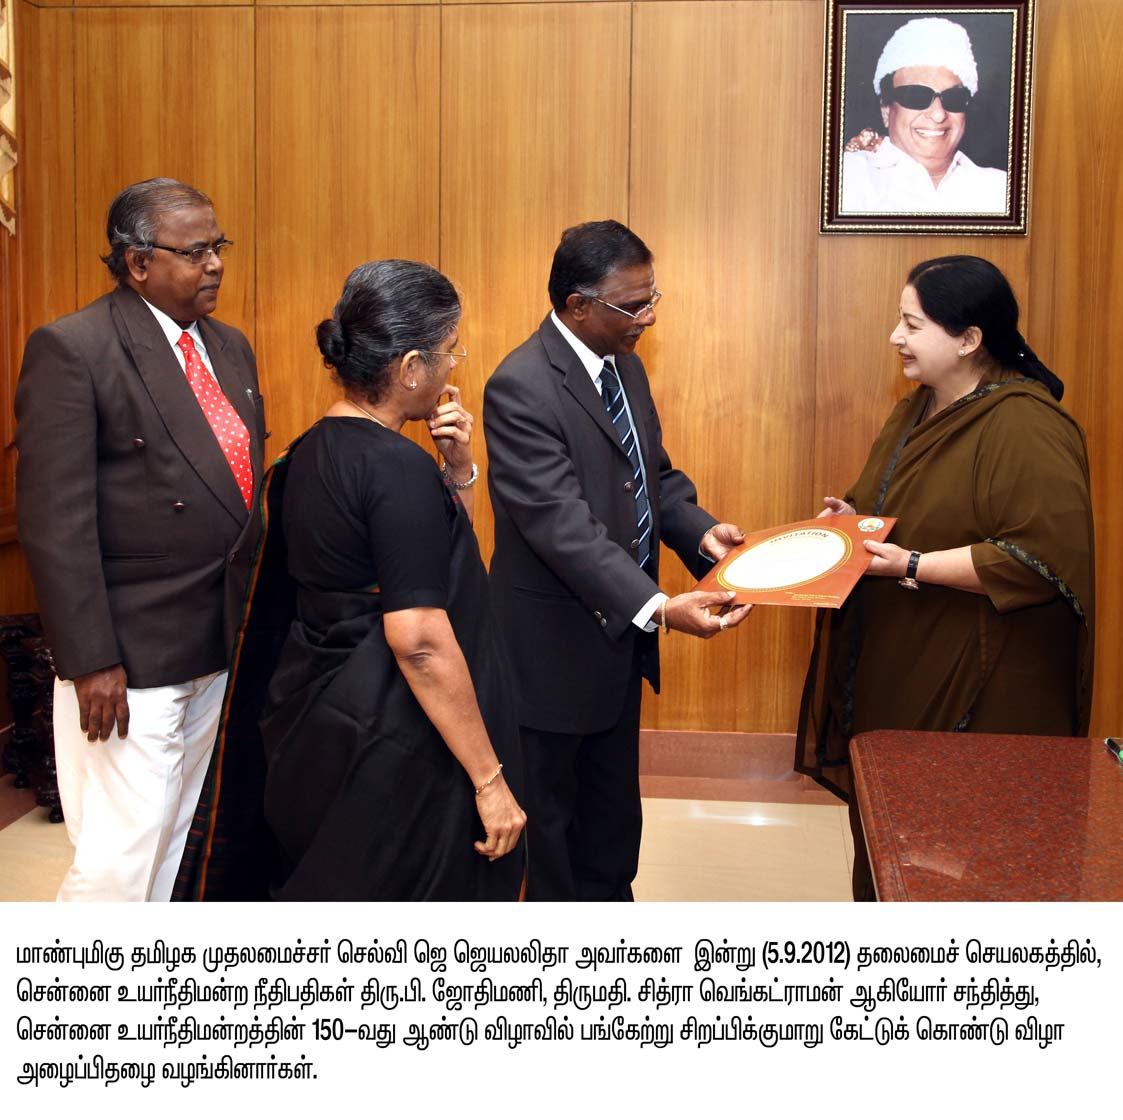 INVITATION
மாண்புமிகு தமிழக முதலமைச்சர் செல்வி ஜெ ஜெயலலிதா அவர்களை இன்று (5.9.2012) தலைமைச் செயலகத்தில்,
சென்னை உயர்நீதிமன்ற நீதிபதிகள் திரு.பி. ஜோதிமணி, திருமதி. சித்ரா வெங்கட்ராமன் ஆகியோர் சந்தித்து,
சென்னை உயர்நீதிமன்றத்தின் 150–வது ஆண்டு விழாவில் பங்கேற்று சிறப்பிக்குமாறு கேட்டுக் கொண்டு விழா
அழைப்பிதழை வழங்கினார்கள்.